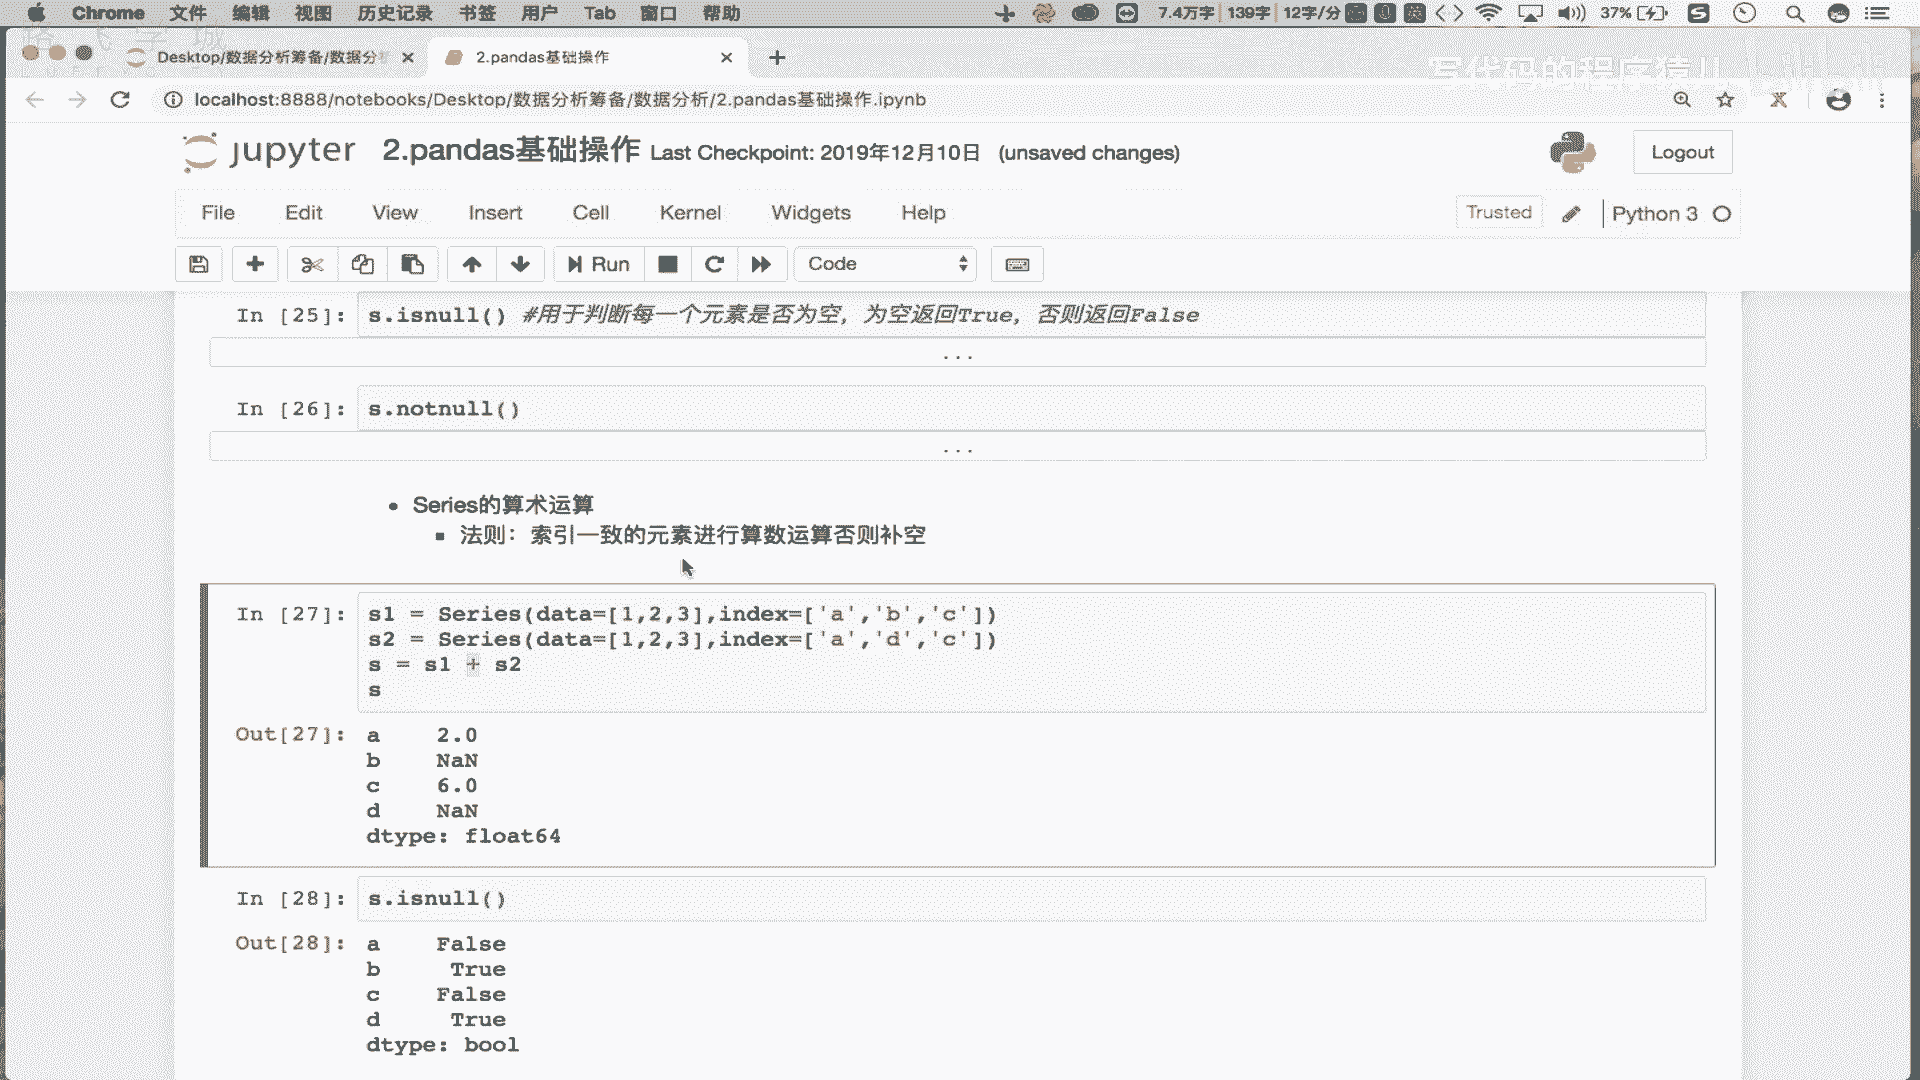 Chrome 文件 编辑 视图 历史记录 书签 用户 Tab 窗口 帮助 7.4万字 139字 12字/分 37%
Desktop/数据分析筹备/数据分析 2.pandas基础操作
localhost:8888/notebooks/Desktop/数据分析筹备/数据分析/2.pandas基础操作.ipynb
写代码的程序猿儿
jupyter 2.pandas基础操作 Last Checkpoint: 2019年12月10日 (unsaved changes) Logout
File Edit View Insert Cell Kernel Widgets Help Trusted Python 3
Run Code
In [25]: s.isnull() #用于判断每一个元素是否为空，为空返回True，否则返回False
...
In [26]: s.notnull()
...
• Series的算术运算
▪ 法则：索引一致的元素进行算数运算否则补空
In [27]: s1 = Series(data=[1,2,3],index=['a','b','c'])
s2 = Series(data=[1,2,3],index=['a','d','c'])
s = s1 + s2
s
Out[27]: a 2.0
b NaN
c 6.0
d NaN
dtype: float64
In [28]: s.isnull()
Out[28]: a False
b True
c False
d True
dtype: bool